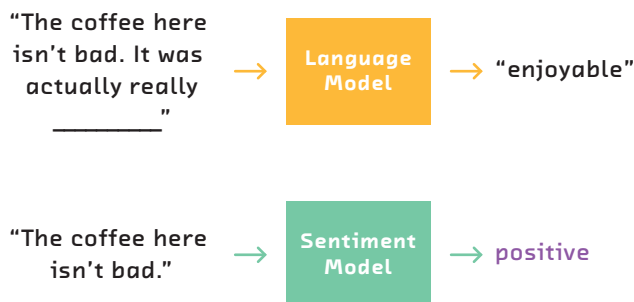 “The coffee here
isn't bad. It was
actually really
__________”
Language
Model
“enjoyable”
“The coffee here
isn't bad.”
Sentiment
Model
positive